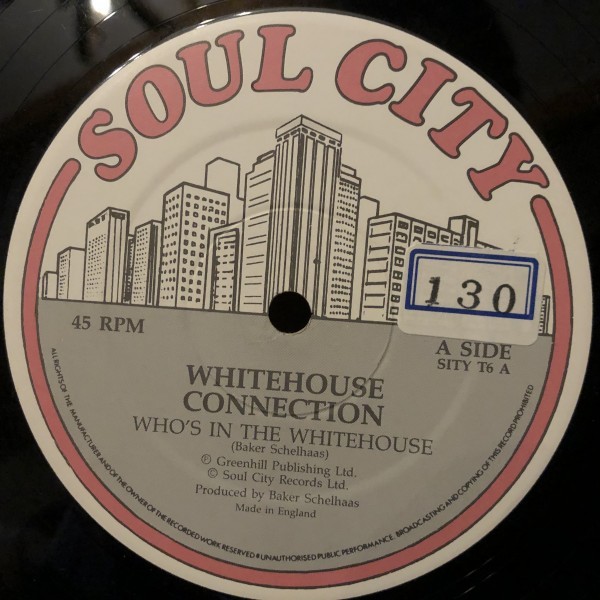 SOUL CITY
130
45 RPM
A SIDE
SITY T6 A
WHITEHOUSE
CONNECTION
WHO'S IN THE WHITEHOUSE
(Baker Schelhaas)
℗ Greenhill Publishing Ltd.
© Soul City Records Ltd.
Produced by Baker Schelhaas
Made in England
ALL RIGHTS OF THE MANUFACTURER AND OF THE OWNER OF THE RECORDED WORK RESERVED # UNAUTHORISED PUBLIC PERFORMANCE. BROADCASTING AND COPYING OF THIS RECORD PROHIBITED